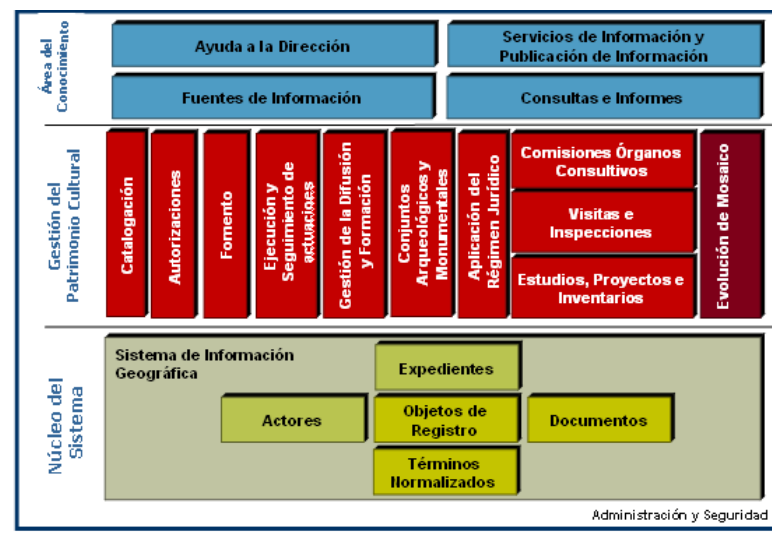 Área del
Conocimiento
Ayuda a la Dirección
Servicios de Información y
Publicación de Información
Fuentes de Información
Consultas e Informes
Gestión del
Patrimonio Cultural
Catalogación
Autorizaciones
Fomento
Ejecución y
Seguimiento de
actuaciones
Gestión de la Difusión
y Formación
Conjuntos
Arqueológicos y
Monumentales
Aplicación del
Régimen Jurídico
Comisiones Órganos
Consultivos
Visitas e
Inspecciones
Estudios, Proyectos e
Inventarios
Evolución de Mosaico
Núcleo del
Sistema
Sistema de Información
Geográfica
Expedientes
Actores
Objetos de
Registro
Documentos
Términos
Normalizados
Administración y Seguridad